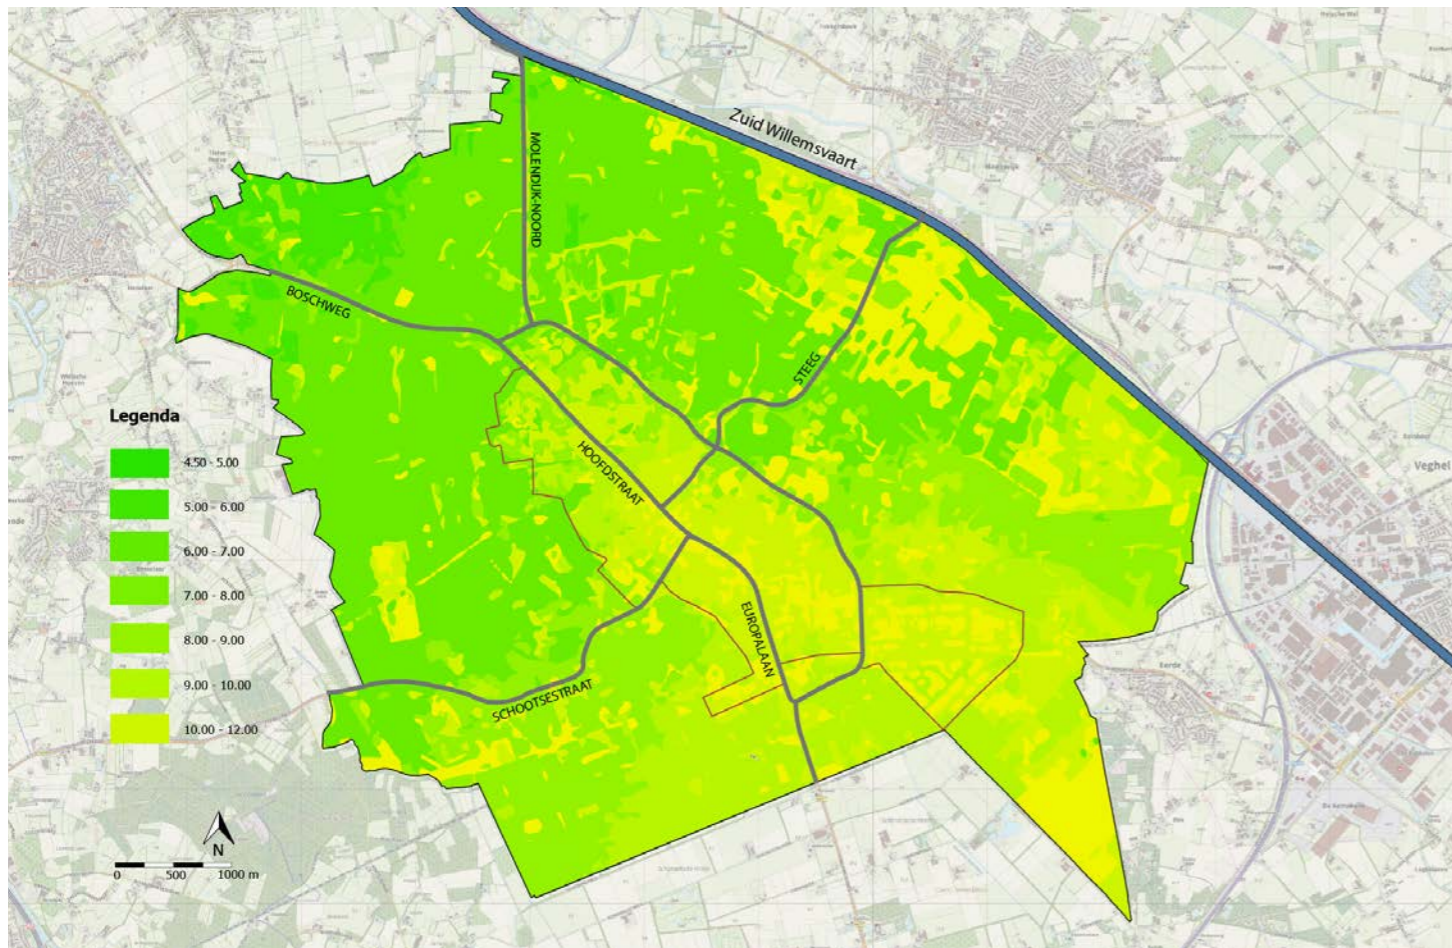 Zuid Willemsvaart
MOLENDIJK-NOORD
BOSCHWEG
STEEG
HOOFDSTRAAT
EUROPALAAN
SCHOOTSESTRAAT
Veghel
Eerde
Legenda
4.50 - 5.00
5.00 - 6.00
6.00 - 7.00
7.00 - 8.00
8.00 - 9.00
9.00 - 10.00
10.00 - 12.00
N
0 500 1000 m